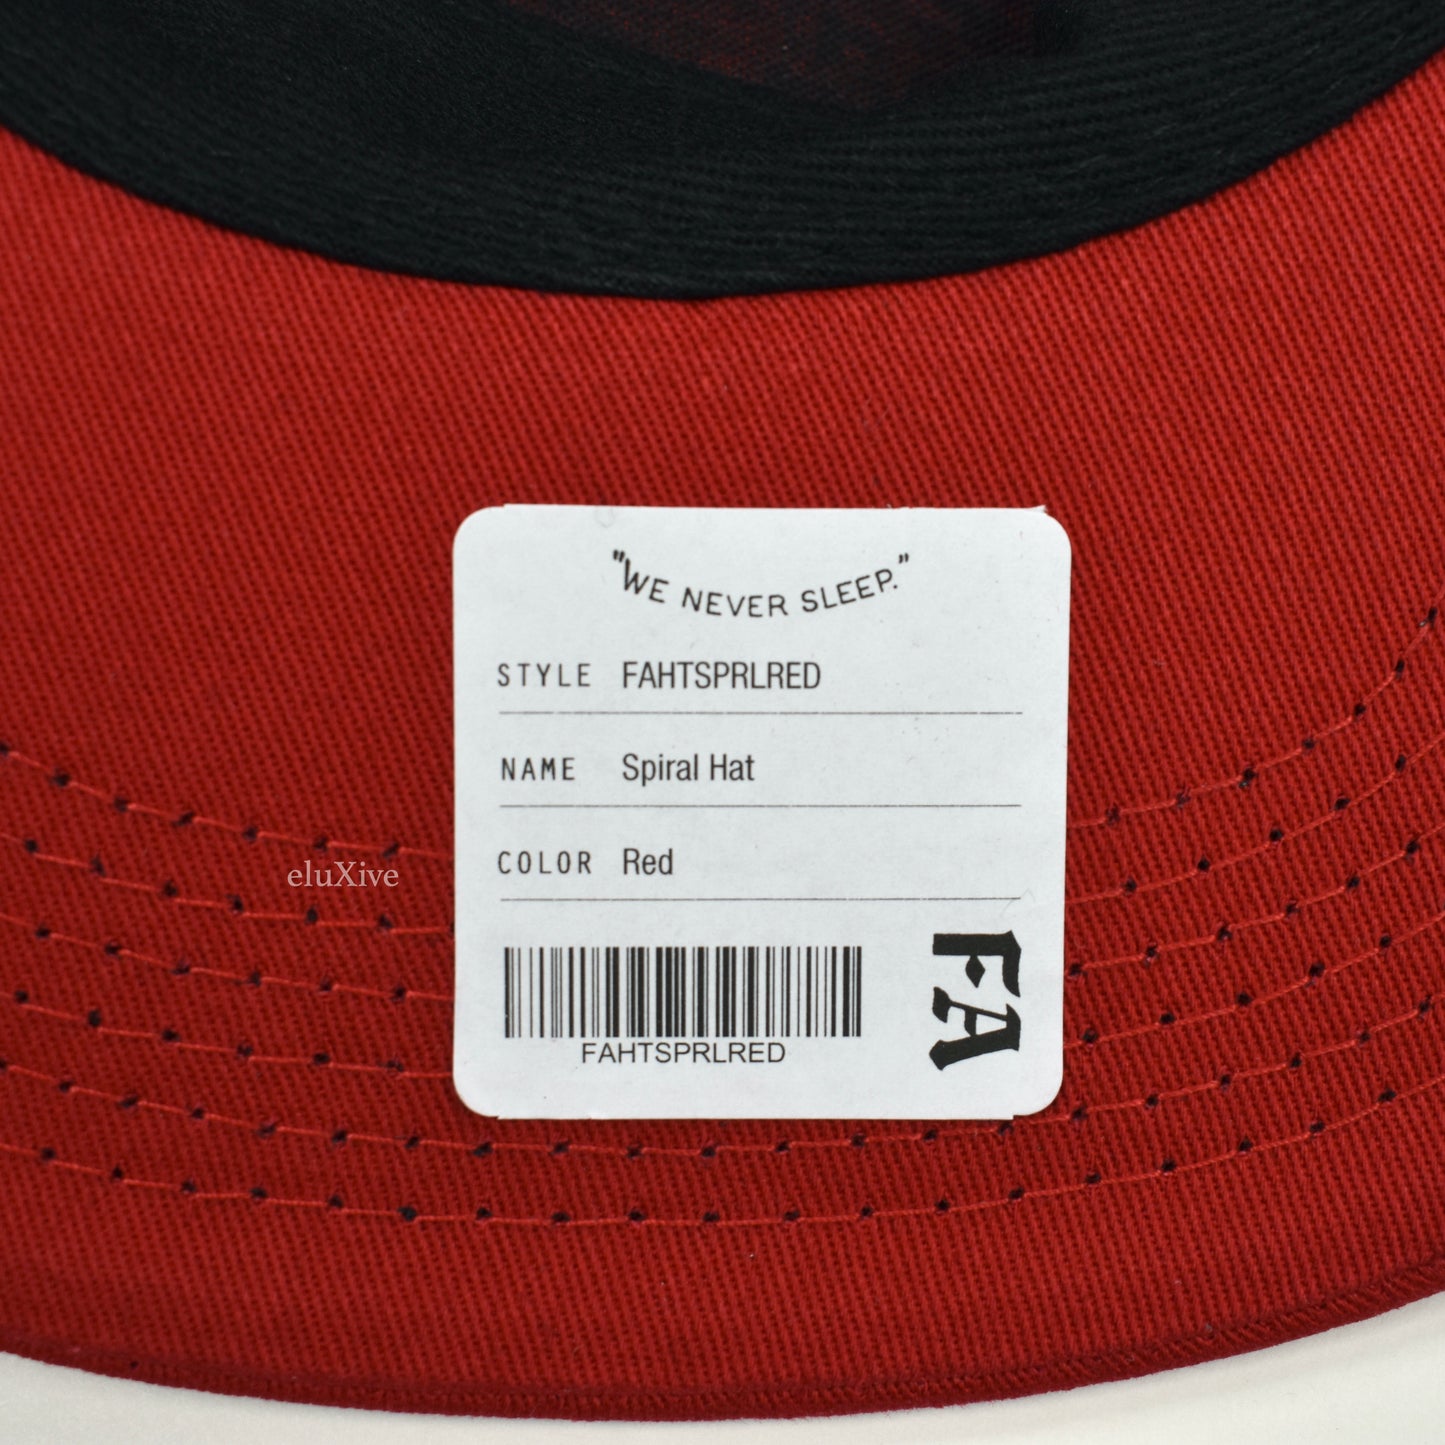 "WE NEVER SLEEP."
STYLE FAHTSPRLRED
NAME Spiral Hat
COLOR Red
eluXive
FAHTSPRLRED
FA